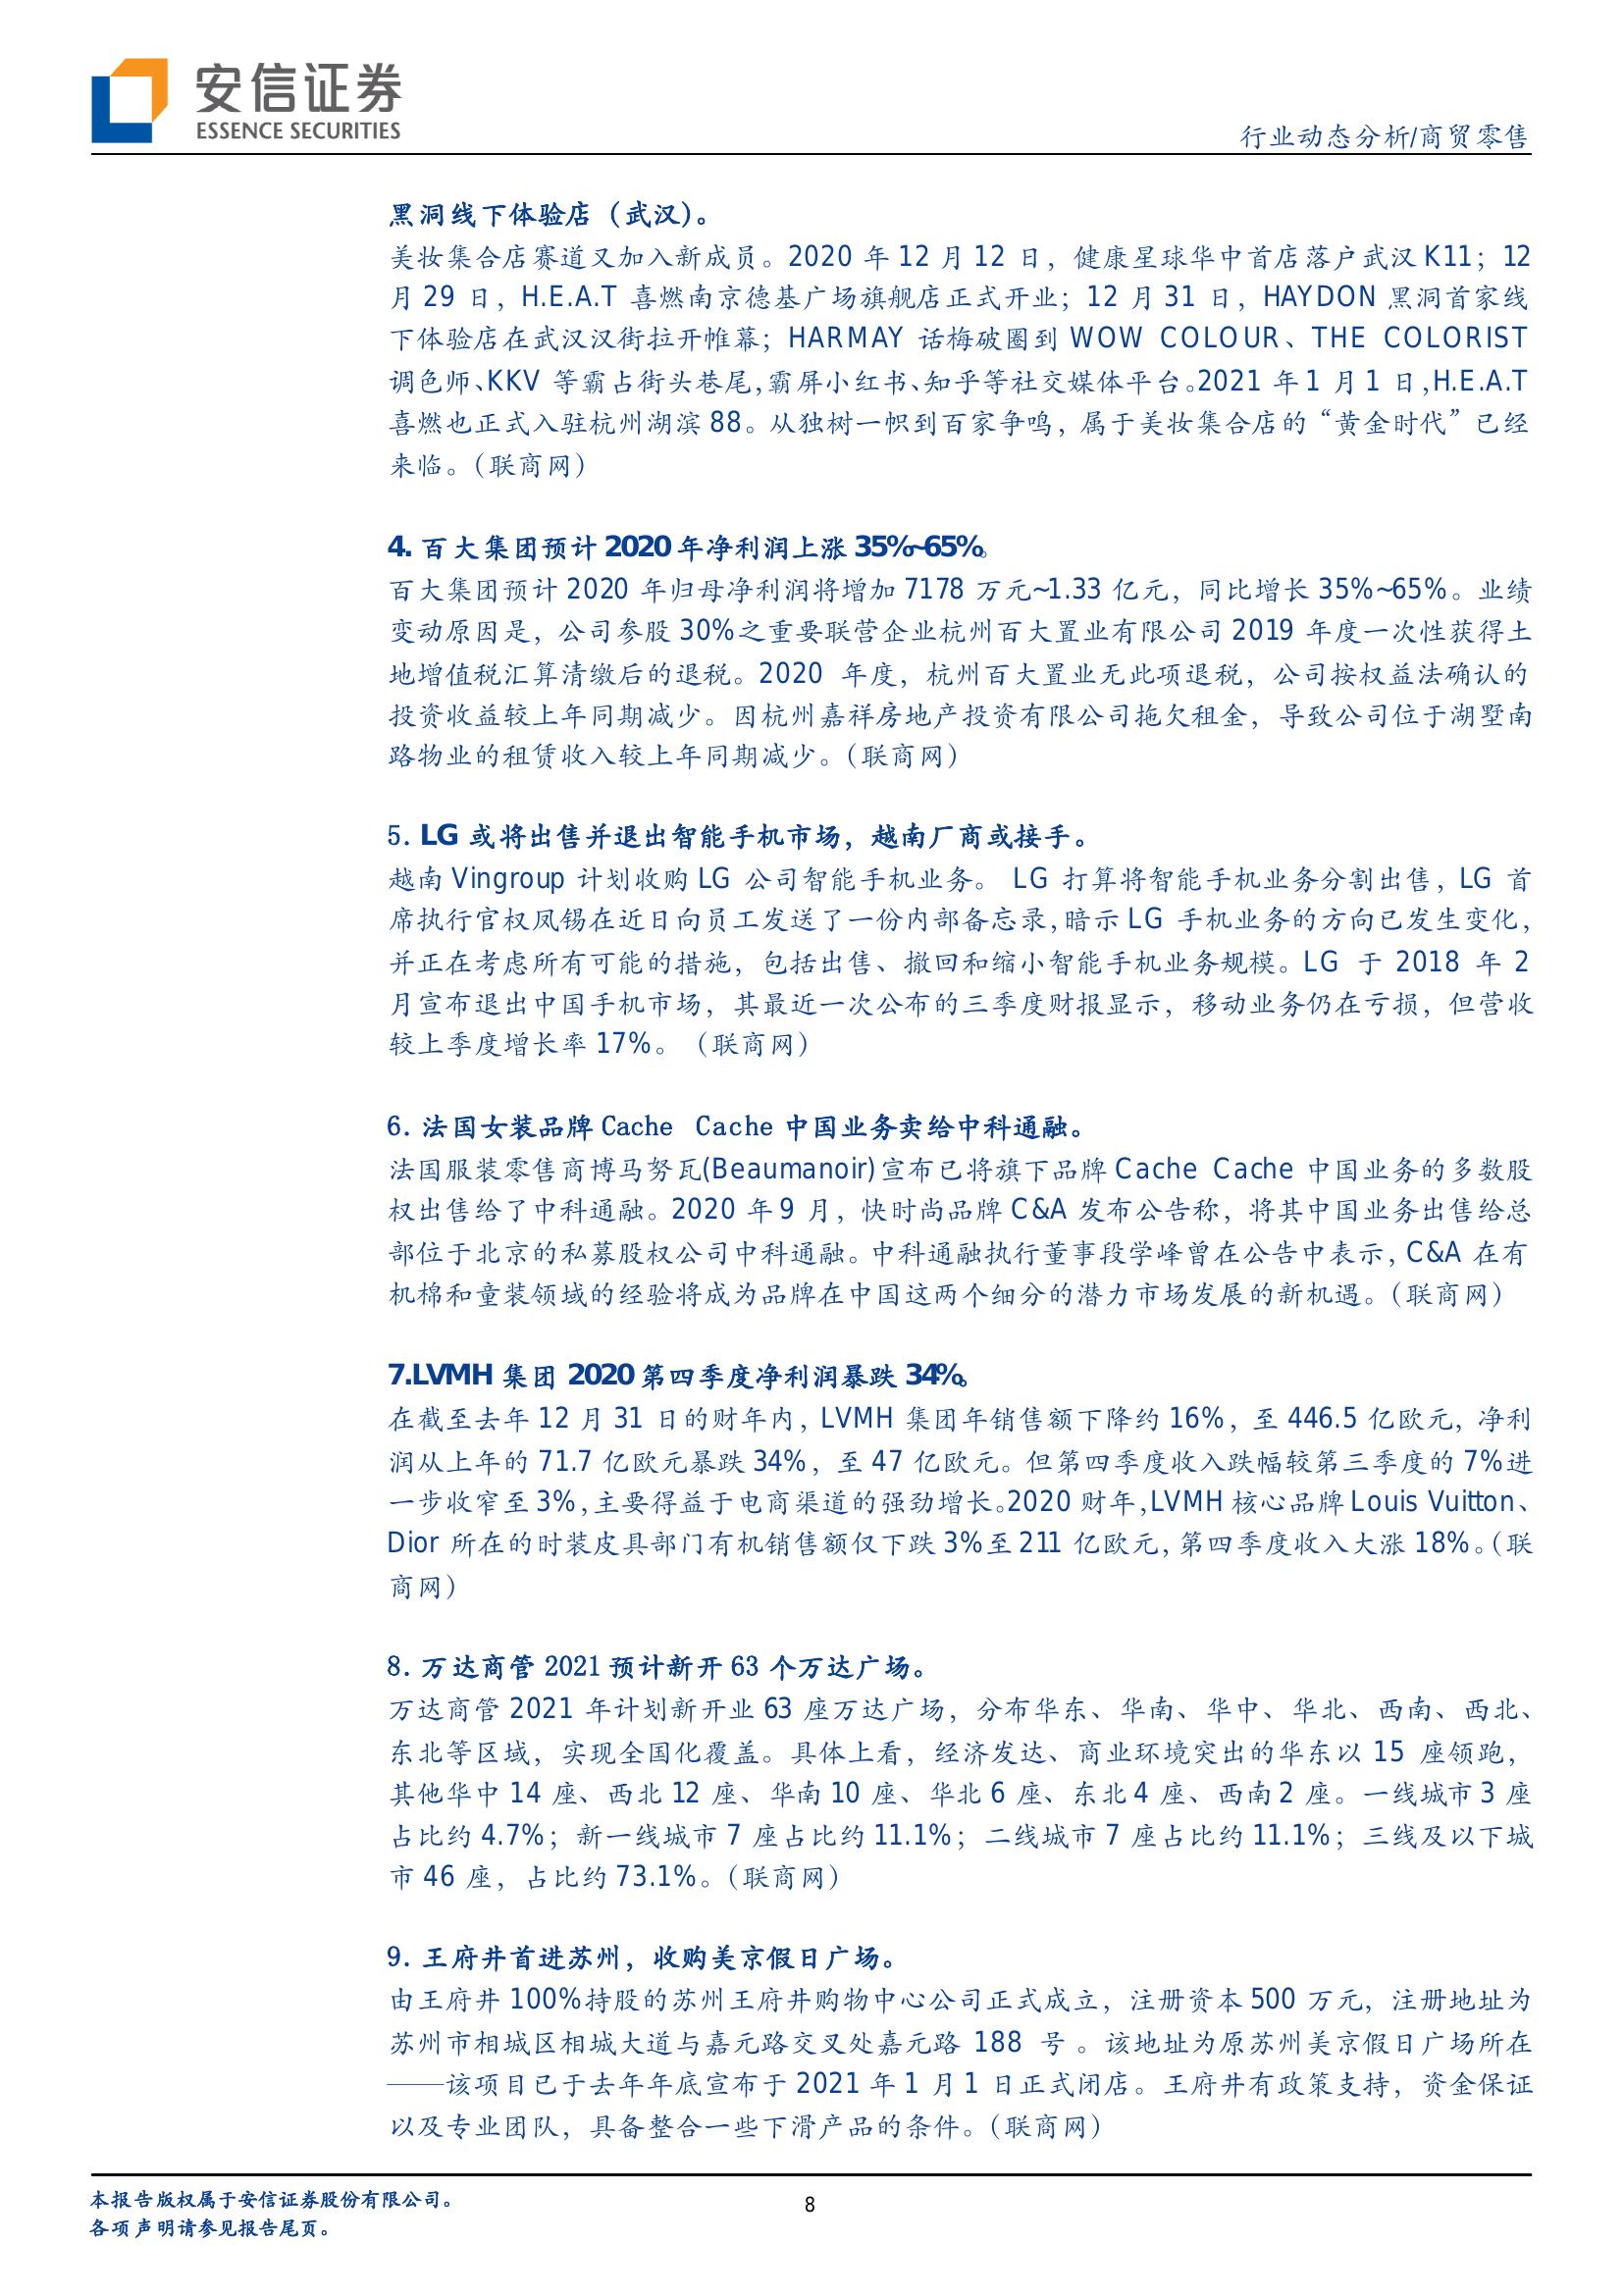 安信证券
ESSENCE SECURITIES
行业动态分析/商贸零售
黑洞线下体验店（武汉）。
美妆集合店赛道又加入新成员。2020 年 12 月 12 日，健康星球华中首店落户武汉 K11；12
月 29 日，H.E.A.T 喜燃南京德基广场旗舰店正式开业；12 月 31 日，HAYDON 黑洞首家线
下体验店在武汉汉街拉开帷幕；HARMAY 话梅破圈到 WOW COLOUR、THE COLORIST
调色师、KKV 等霸占街头巷尾，霸屏小红书、知乎等社交媒体平台。2021 年 1 月 1 日，H.E.A.T
喜燃也正式入驻杭州湖滨 88。从独树一帜到百家争鸣，属于美妆集合店的“黄金时代”已经
来临。（联商网）
4. 百大集团预计 2020 年净利润上涨 35%~65%。
百大集团预计 2020 年归母净利润将增加 7178 万元~1.33 亿元，同比增长 35%~65%。业绩
变动原因是，公司参股 30%之重要联营企业杭州百大置业有限公司 2019 年度一次性获得土
地增值税汇算清缴后的退税。2020 年度，杭州百大置业无此项退税，公司按权益法确认的
投资收益较上年同期减少。因杭州嘉祥房地产投资有限公司拖欠租金，导致公司位于湖墅南
路物业的租赁收入较上年同期减少。（联商网）
5. LG 或将出售并退出智能手机市场，越南厂商或接手。
越南 Vingroup 计划收购 LG 公司智能手机业务。 LG 打算将智能手机业务分割出售，LG 首
席执行官权凤锡在近日向员工发送了一份内部备忘录，暗示 LG 手机业务的方向已发生变化，
并正在考虑所有可能的措施，包括出售、撤回和缩小智能手机业务规模。LG 于 2018 年 2
月宣布退出中国手机市场，其最近一次公布的三季度财报显示，移动业务仍在亏损，但营收
较上季度增长率 17%。（联商网）
6. 法国女装品牌 Cache Cache 中国业务卖给中科通融。
法国服装零售商博马努瓦(Beaumanoir)宣布已将旗下品牌 Cache Cache 中国业务的多数股
权出售给了中科通融。2020 年 9 月，快时尚品牌 C&A 发布公告称，将其中国业务出售给总
部位于北京的私募股权公司中科通融。中科通融执行董事段学峰曾在公告中表示，C&A 在有
机棉和童装领域的经验将成为品牌在中国这两个细分的潜力市场发展的新机遇。（联商网）
7.LVMH 集团 2020 第四季度净利润暴跌 34%。
在截至去年 12 月 31 日的财年内，LVMH 集团年销售额下降约 16%，至 446.5 亿欧元，净利
润从上年的 71.7 亿欧元暴跌 34%，至 47 亿欧元。但第四季度收入跌幅较第三季度的 7%进
一步收窄至 3%，主要得益于电商渠道的强劲增长。2020 财年，LVMH 核心品牌 Louis Vuitton、
Dior 所在的时装皮具部门有机销售额仅下跌 3%至 211 亿欧元，第四季度收入大涨 18%。（联
商网）
8. 万达商管 2021 预计新开 63 个万达广场。
万达商管 2021 年计划新开业 63 座万达广场，分布华东、华南、华中、华北、西南、西北、
东北等区域，实现全国化覆盖。具体上看，经济发达、商业环境突出的华东以 15 座领跑，
其他华中 14 座、西北 12 座、华南 10 座、华北 6 座、东北 4 座、西南 2 座。一线城市 3 座
占比约 4.7%；新一线城市 7 座占比约 11.1%；二线城市 7 座占比约 11.1%；三线及以下城
市 46 座，占比约 73.1%。（联商网）
9. 王府井首进苏州，收购美京假日广场。
由王府井 100%持股的苏州王府井购物中心公司正式成立，注册资本 500 万元，注册地址为
苏州市相城区相城大道与嘉元路交叉处嘉元路 188 号 。该地址为原苏州美京假日广场所在
——该项目已于去年年底宣布于 2021 年 1 月 1 日正式闭店。王府井有政策支持，资金保证
以及专业团队，具备整合一些下滑产品的条件。（联商网）
本报告版权属于安信证券股份有限公司。
各项声明请参见报告尾页。
8